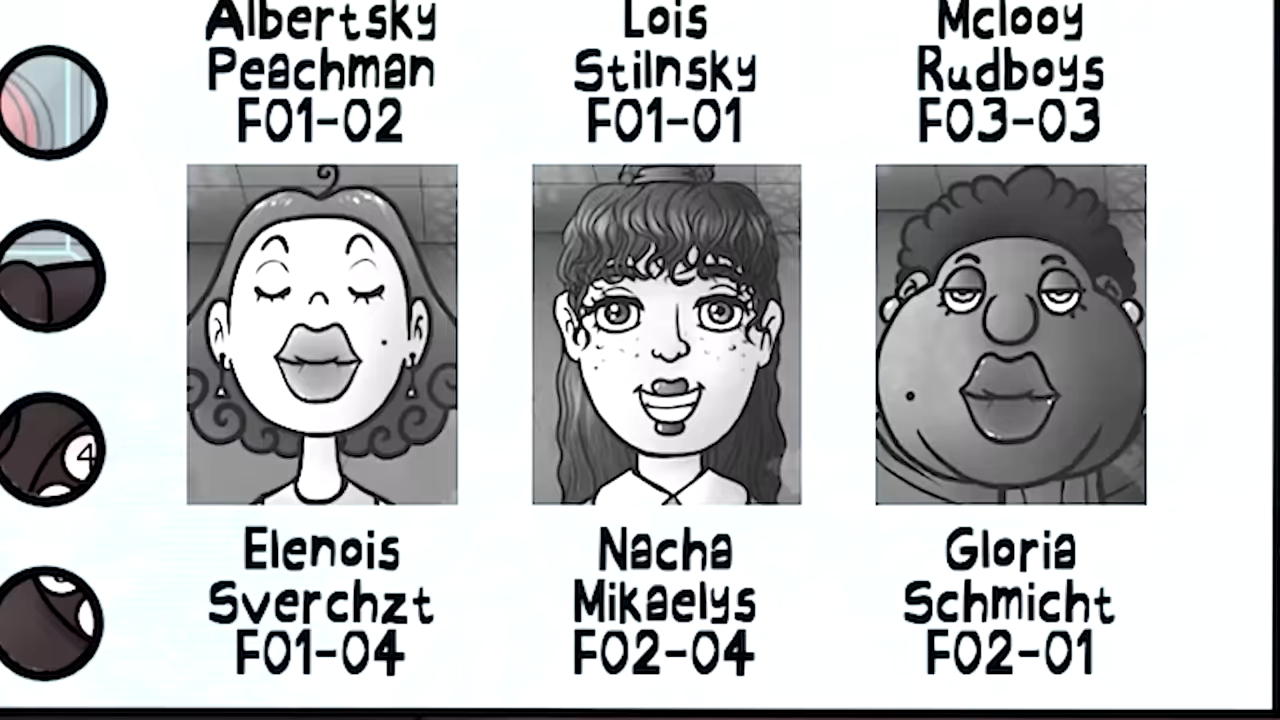 Albertsky
Peachman
F01-02
Lois
Stilnsky
F01-01
Mclooy
Rudboys
F03-03
Elenois
Sverchzt
F01-04
Nacha
Mikaelys
F02-04
Gloria
Schmicht
F02-01
4